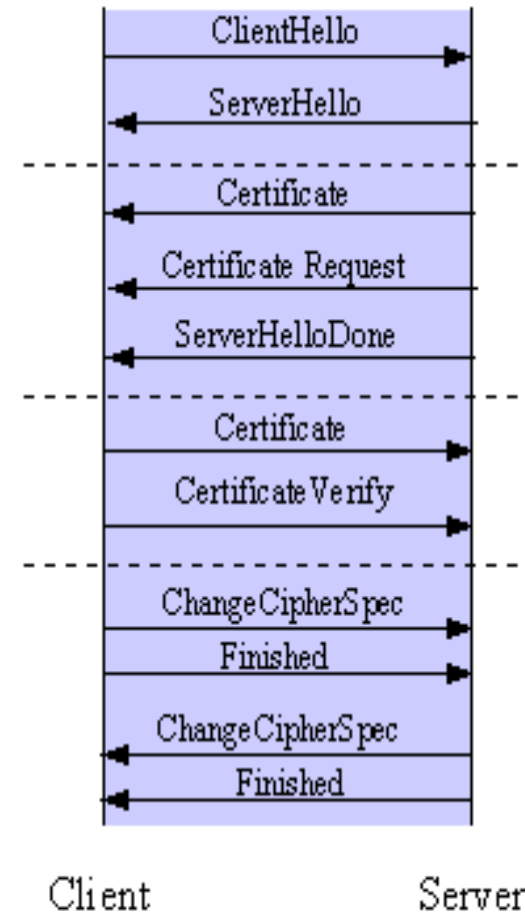 ClientHello
ServerHello
Certificate
Certificate Request
ServerHelloDone
Certificate
CertificateVerify
ChangeCipherSpec
Finished
ChangeCipherSpec
Finished
Client Server